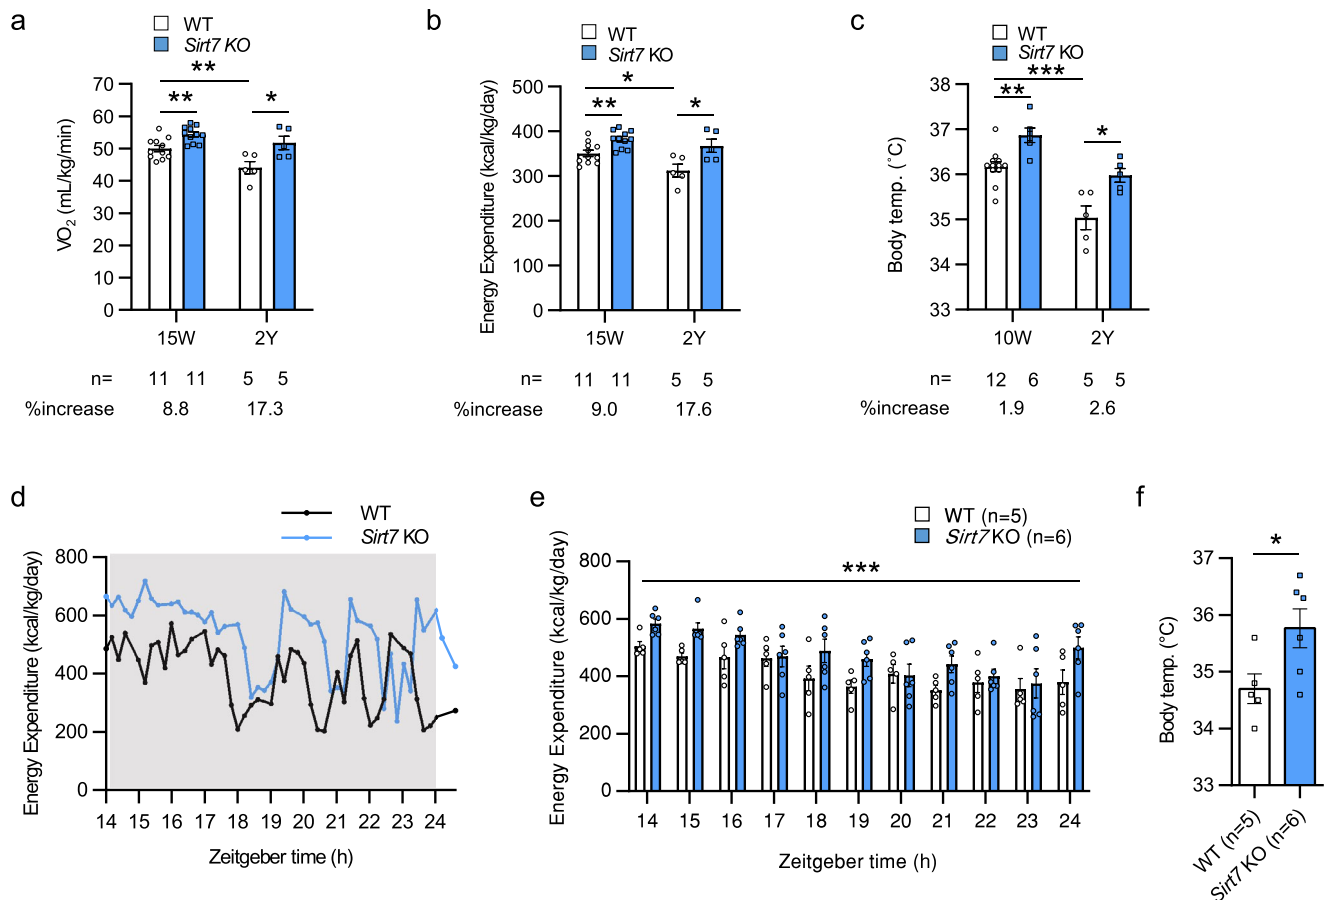 a
WT
Sirt7 KO
**
**
*
70
60
50
40
30
20
10
0
VO2 (mL/kg/min)
15W 2Y
n= 11 11 5 5
%increase 8.8 17.3
b
WT
Sirt7 KO
*
**
*
500
400
300
200
100
0
Energy Expenditure (kcal/kg/day)
15W 2Y
n= 11 11 5 5
%increase 9.0 17.6
c
WT
Sirt7 KO
***
**
*
38
37
36
35
34
33
Body temp. (°C)
10W 2Y
n= 12 6 5 5
%increase 1.9 2.6
d
WT
Sirt7 KO
800
600
400
200
0
Energy Expenditure (kcal/kg/day)
14 15 16 17 18 19 20 21 22 23 24
Zeitgeber time (h)
e
WT (n=5)
Sirt7 KO (n=6)
***
800
600
400
200
0
Energy Expenditure (kcal/kg/day)
14 15 16 17 18 19 20 21 22 23 24
Zeitgeber time (h)
f
*
37
36
35
34
33
Body temp. (°C)
WT (n=5)
Sirt7 KO (n=6)